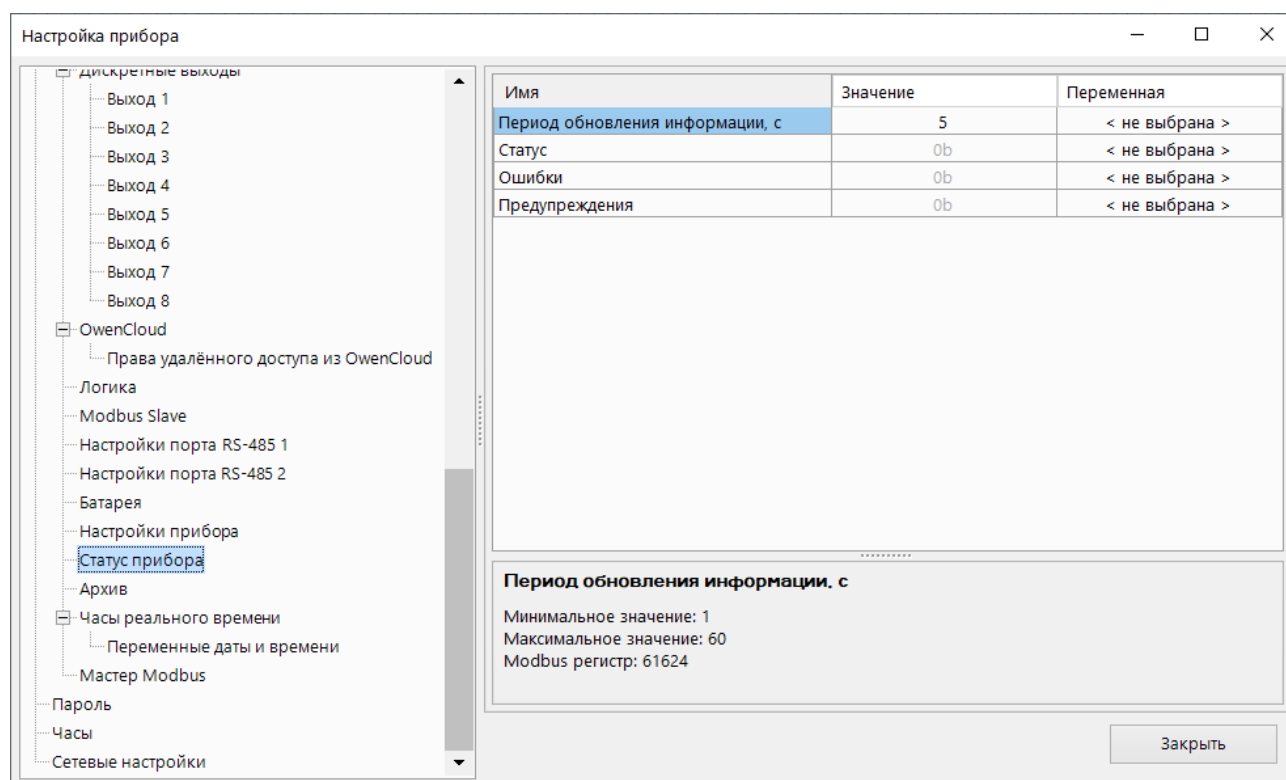 Настройка прибора
Дискретные выходы
Выход 1
Выход 2
Выход 3
Выход 4
Выход 5
Выход 6
Выход 7
Выход 8
OwenCloud
Права удалённого доступа из OwenCloud
Логика
Modbus Slave
Настройки порта RS-485 1
Настройки порта RS-485 2
Батарея
Настройки прибора
Статус прибора
Архив
Часы реального времени
Переменные даты и времени
Мастер Modbus
Пароль
Часы
Сетевые настройки
Имя Значение Переменная
Период обновления информации, с 5 < не выбрана >
Статус 0b < не выбрана >
Ошибки 0b < не выбрана >
Предупреждения 0b < не выбрана >
Период обновления информации, с
Минимальное значение: 1
Максимальное значение: 60
Modbus регистр: 61624
Закрыть